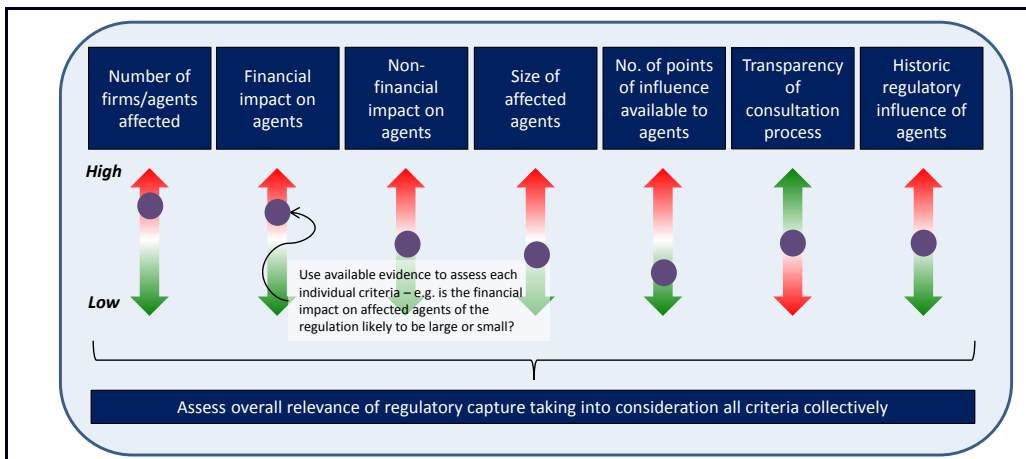 Number of
firms/agents
affected
Financial
impact on
agents
Non-
financial
impact on
agents
Size of
affected
agents
No. of points
of influence
available to
agents
Transparency
of
consultation
process
Historic
regulatory
influence of
agents
High
Low
Use available evidence to assess each
individual criteria – e.g. is the financial
impact on affected agents of the
regulation likely to be large or small?
Assess overall relevance of regulatory capture taking into consideration all criteria collectively